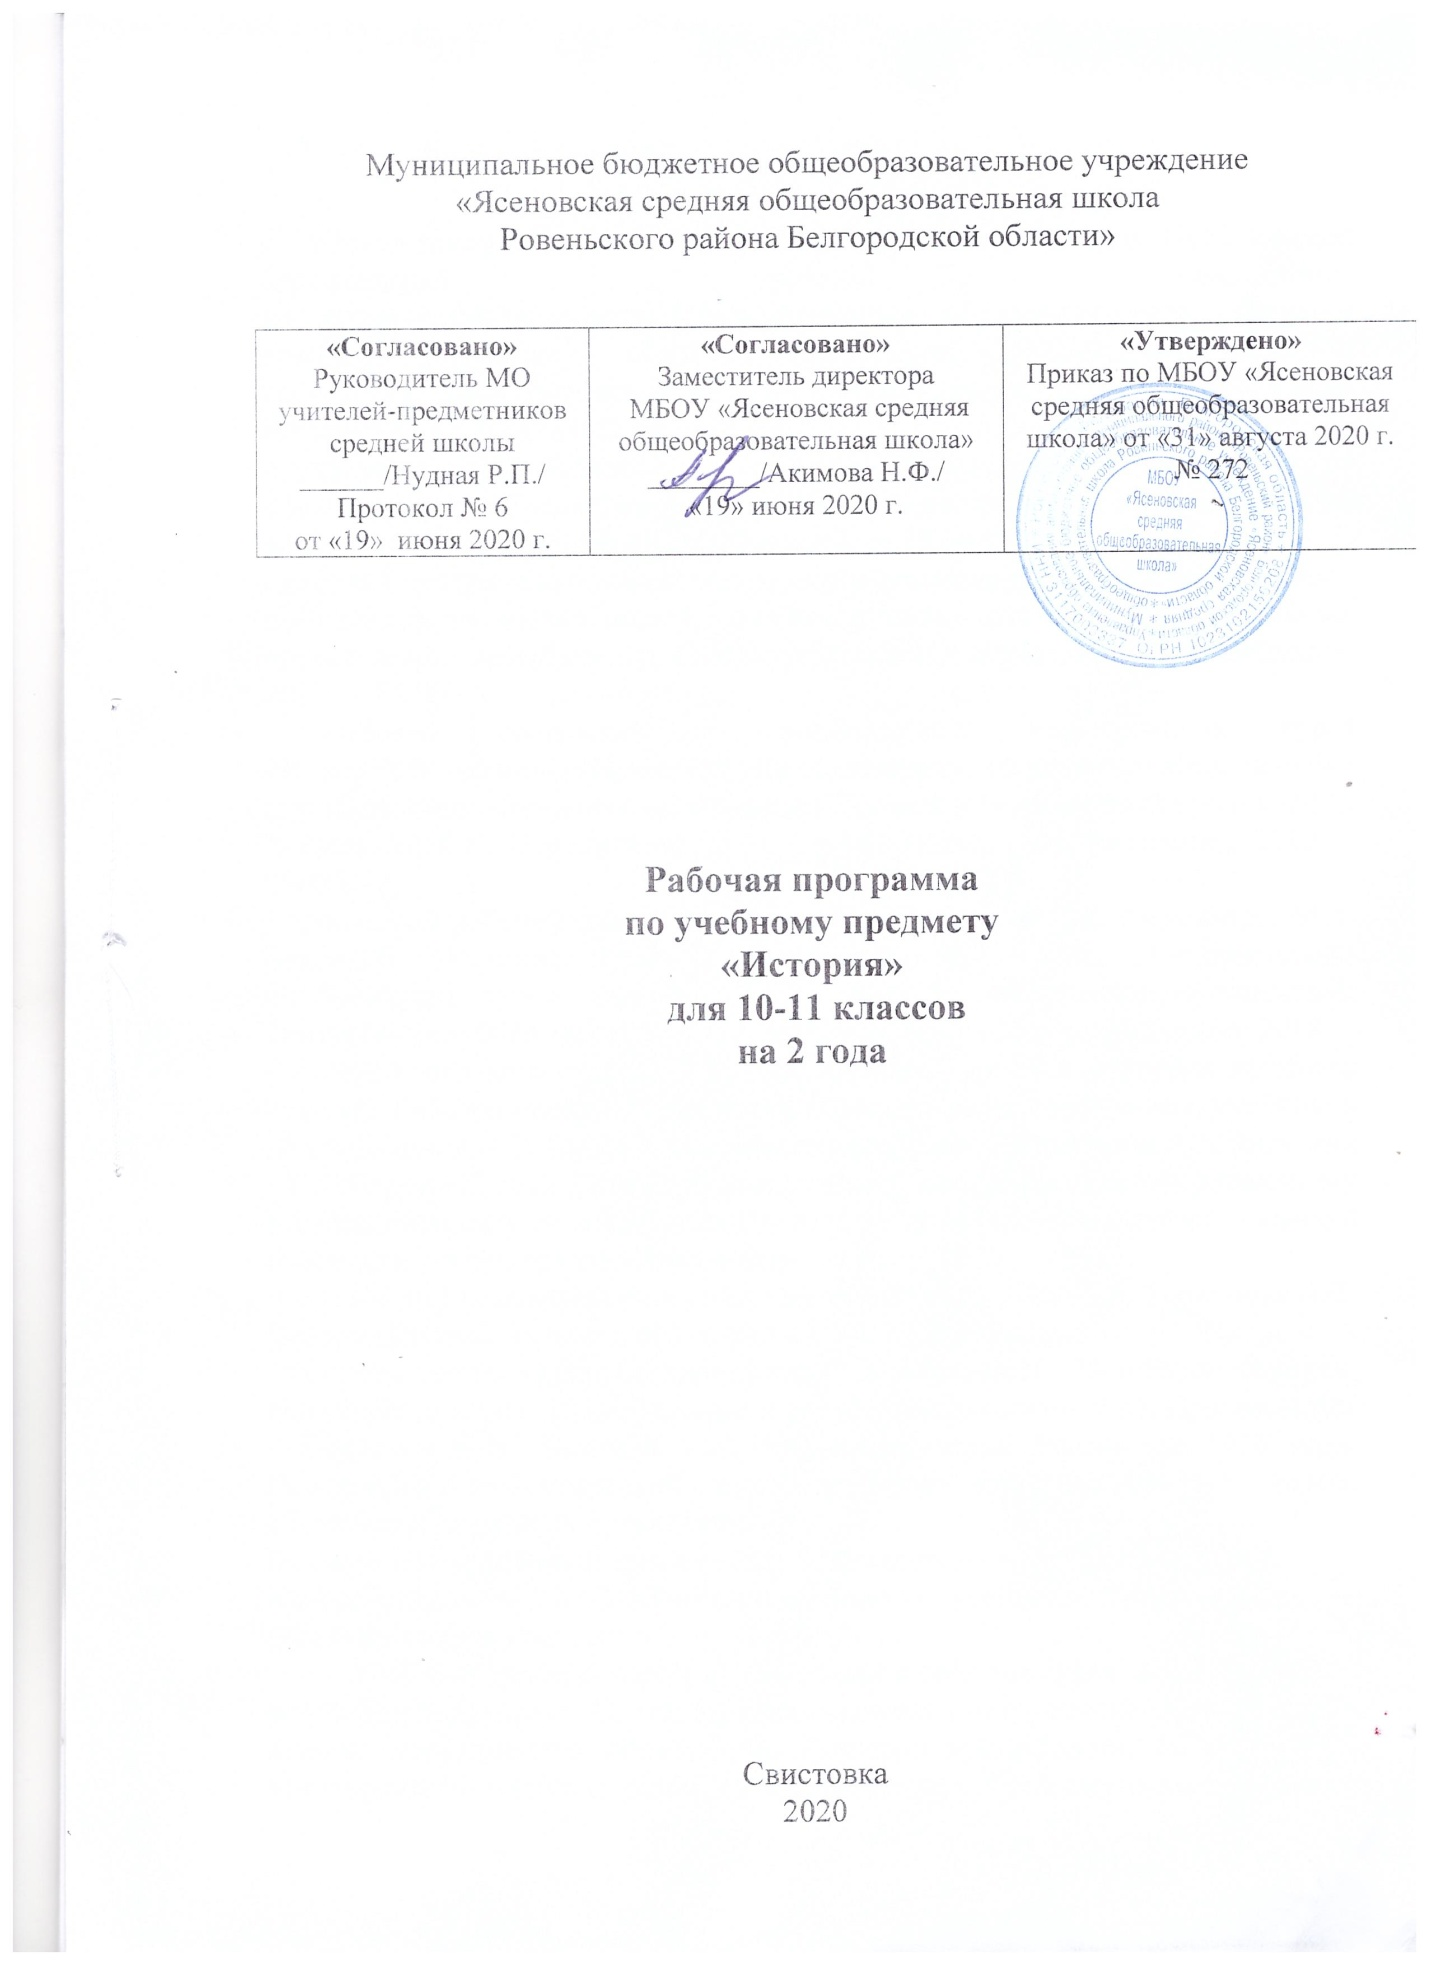 Муниципальное бюджетное общеобразовательное учреждение
«Ясеновская средняя общеобразовательная школа
Ровеньского района Белгородской области»
«Согласовано»
Руководитель МО
учителей-предметников
средней школы
______/Нудная Р.П./
Протокол № 6
от «19» июня 2020 г.
«Согласовано»
Заместитель директора
МБОУ «Ясеновская средняя
общеобразовательная школа»
________/Акимова Н.Ф./
«19» июня 2020 г.
«Утверждено»
Приказ по МБОУ «Ясеновская
средняя общеобразовательная
школа» от «31» августа 2020 г.
№ 272
МБОУ
«Ясеновская
средняя
общеобразовательная
школа»
Рабочая программа
по учебному предмету
«История»
для 10-11 классов
на 2 года
Свистовка
2020